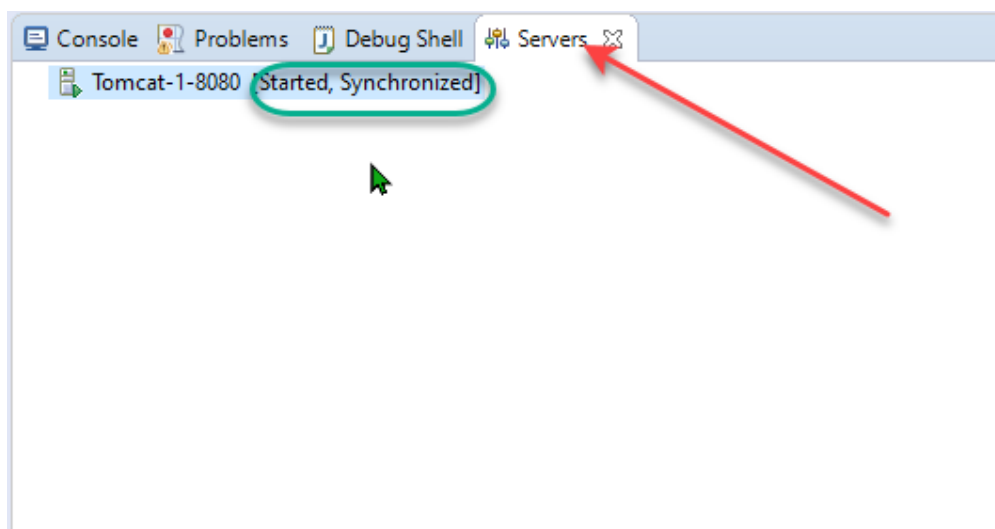 Console Problems Debug Shell Servers
Tomcat-1-8080 [Started, Synchronized]